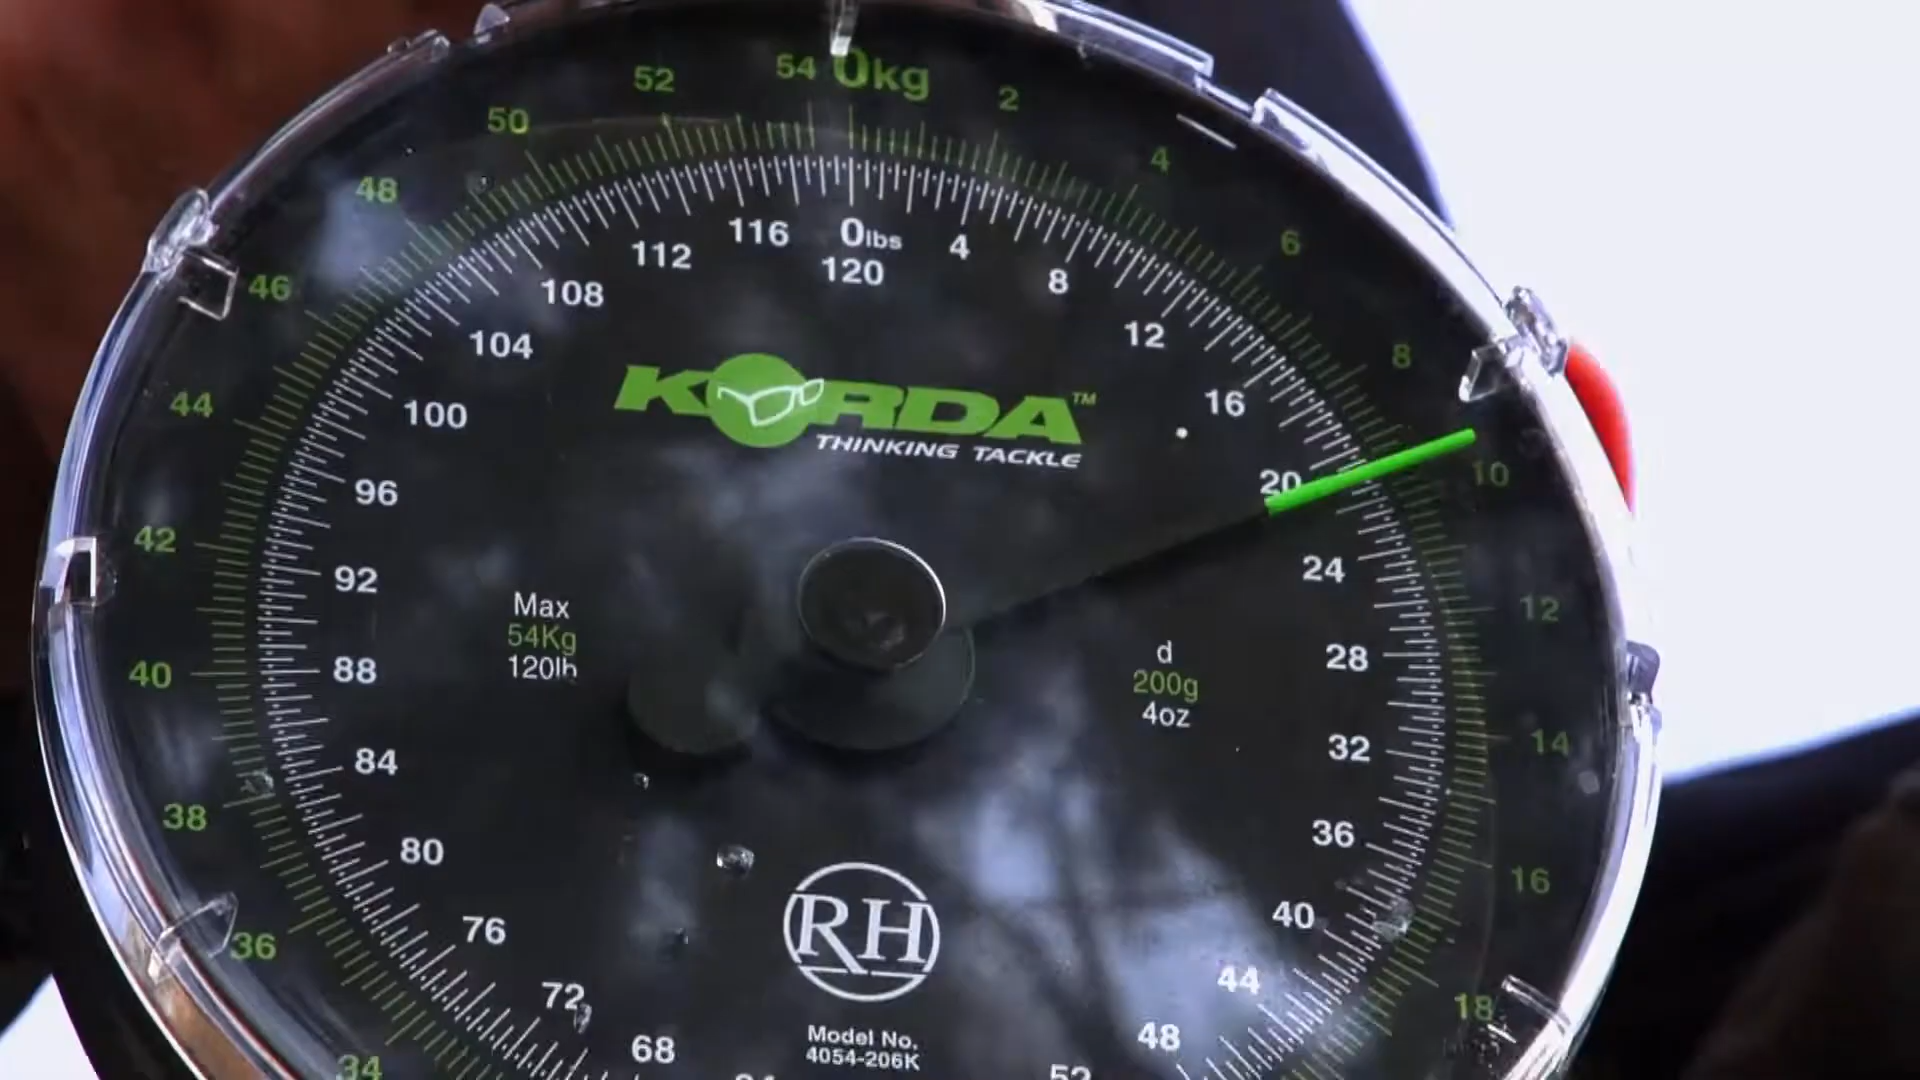 54 0kg 2
52
50 4
48 6
46 8
44 10
42 12
40 14
38 16
36 18
34
0lbs
120
116 4
112 8
108 12
104 16
100 20
96 24
92 28
88 32
84 36
80 40
76 44
72 48
68 52
KORDA™
THINKING TACKLE
Max
54Kg
120lb
d
200g
4oz
RH
Model No.
4054-206K